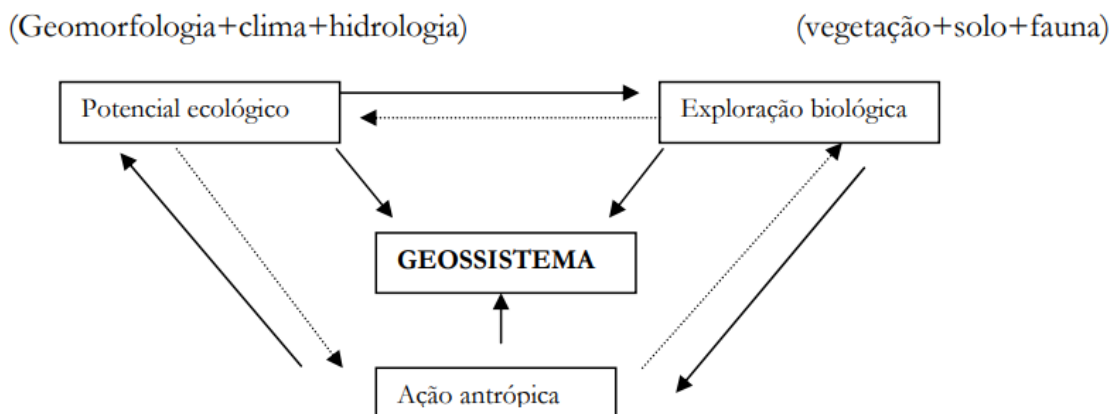 (Geomorfologia+clima+hidrologia)
(vegetação+solo+fauna)
Potencial ecológico
Exploração biológica
GEOSSISTEMA
Ação antrópica